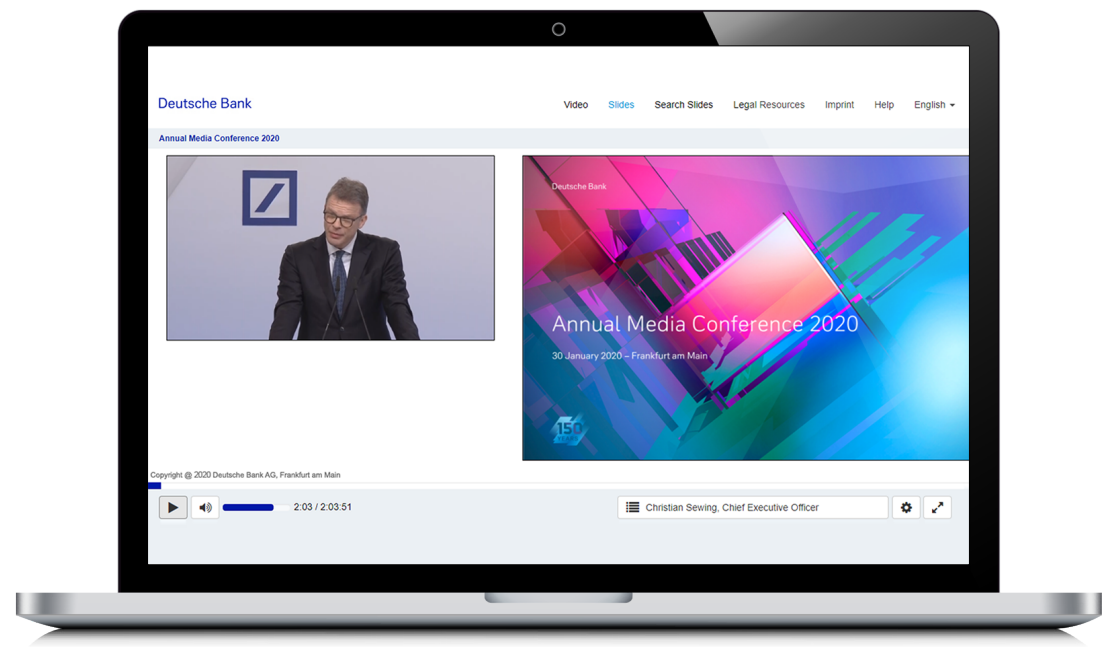 Deutsche Bank
Video Slides Search Slides Legal Resources Imprint Help English
Annual Media Conference 2020
Deutsche Bank
Annual Media Conference 2020
30 January 2020 – Frankfurt am Main
150
YEARS
Copyright @ 2020 Deutsche Bank AG, Frankfurt am Main
2:03 / 2:03:51
Christian Sewing, Chief Executive Officer